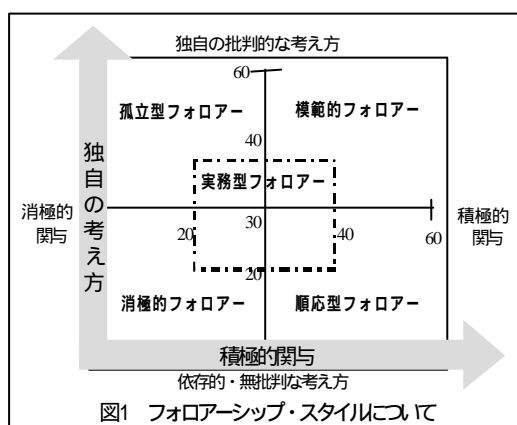 独自の批判的な考え方
60
孤立型フォロアー
模範的フォロアー
40
独自の考え方
実務型フォロアー
消極的
関与
積極的
関与
20
30
40
60
20
消極的フォロアー
順応型フォロアー
積極的関与
依存的・無批判な考え方
図1 フォロアーシップ・スタイルについて